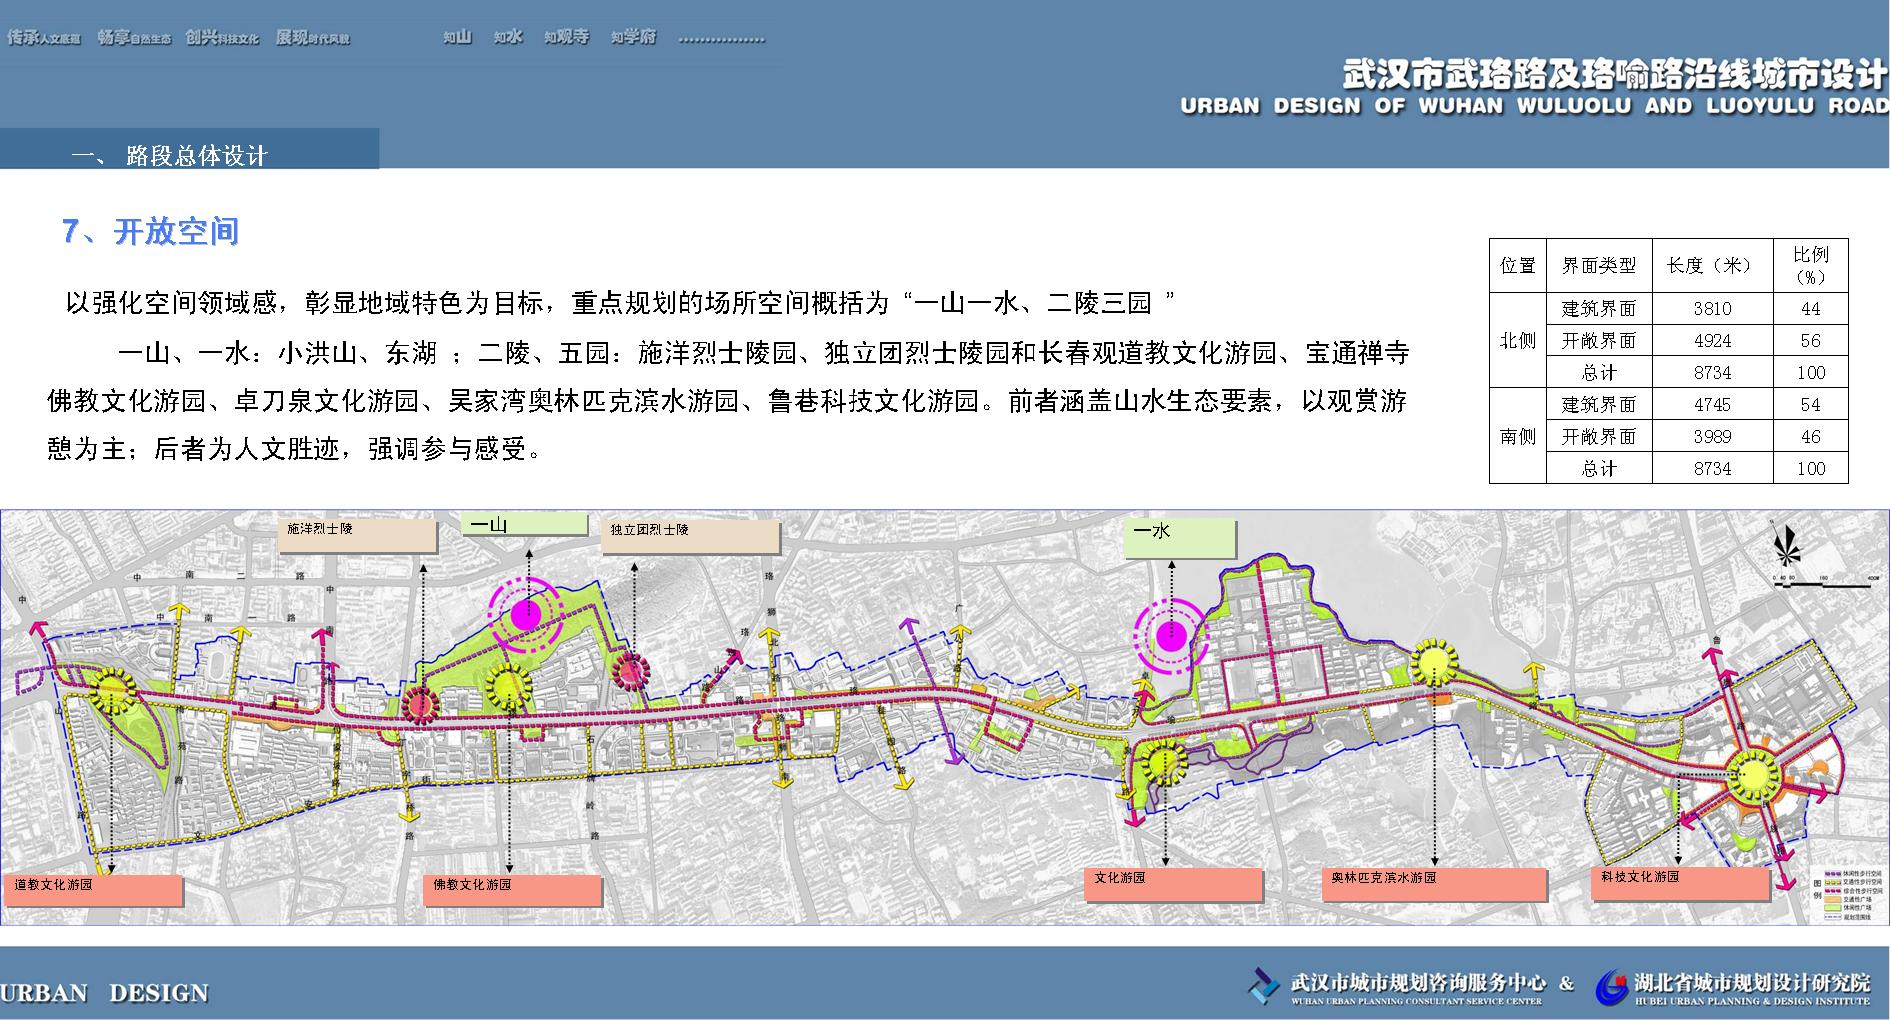 传承人文底蕴 畅享自然生态 创兴科技文化 展现时代风貌 知山 知水 知观寺 知学府 ................
武汉市武珞路及珞喻路沿线城市设计
URBAN DESIGN OF WUHAN WULUOLU AND LUOYULU ROAD
一、 路段总体设计
7、开放空间
以强化空间领域感，彰显地域特色为目标，重点规划的场所空间概括为“一山一水、二陵三园 ”
一山、一水：小洪山、东湖 ；二陵、五园：施洋烈士陵园、独立团烈士陵园和长春观道教文化游园、宝通禅寺
佛教文化游园、卓刀泉文化游园、吴家湾奥林匹克滨水游园、鲁巷科技文化游园。前者涵盖山水生态要素，以观赏游
憩为主；后者为人文胜迹，强调参与感受。
位置 界面类型 长度（米） 比例（%）
北侧 建筑界面 3810 44
开敞界面 4924 56
总计 8734 100
南侧 建筑界面 4745 54
开敞界面 3989 46
总计 8734 100
施洋烈士陵
一山
独立团烈士陵
一水
中南二路
中南一路
道教文化游园
佛教文化游园
文化游园
奥林匹克滨水游园
科技文化游园
图例
休闲性步行空间
交通性步行空间
综合性步行空间
交通性广场
休闲性广场
规划范围线
URBAN DESIGN
武汉市城市规划咨询服务中心 & 湖北省城市规划设计研究院
WUHAN URBAN PLANNING CONSULTANT SERVICE CENTER HUBEI URBAN PLANNING & DESIGN INSTITUTE